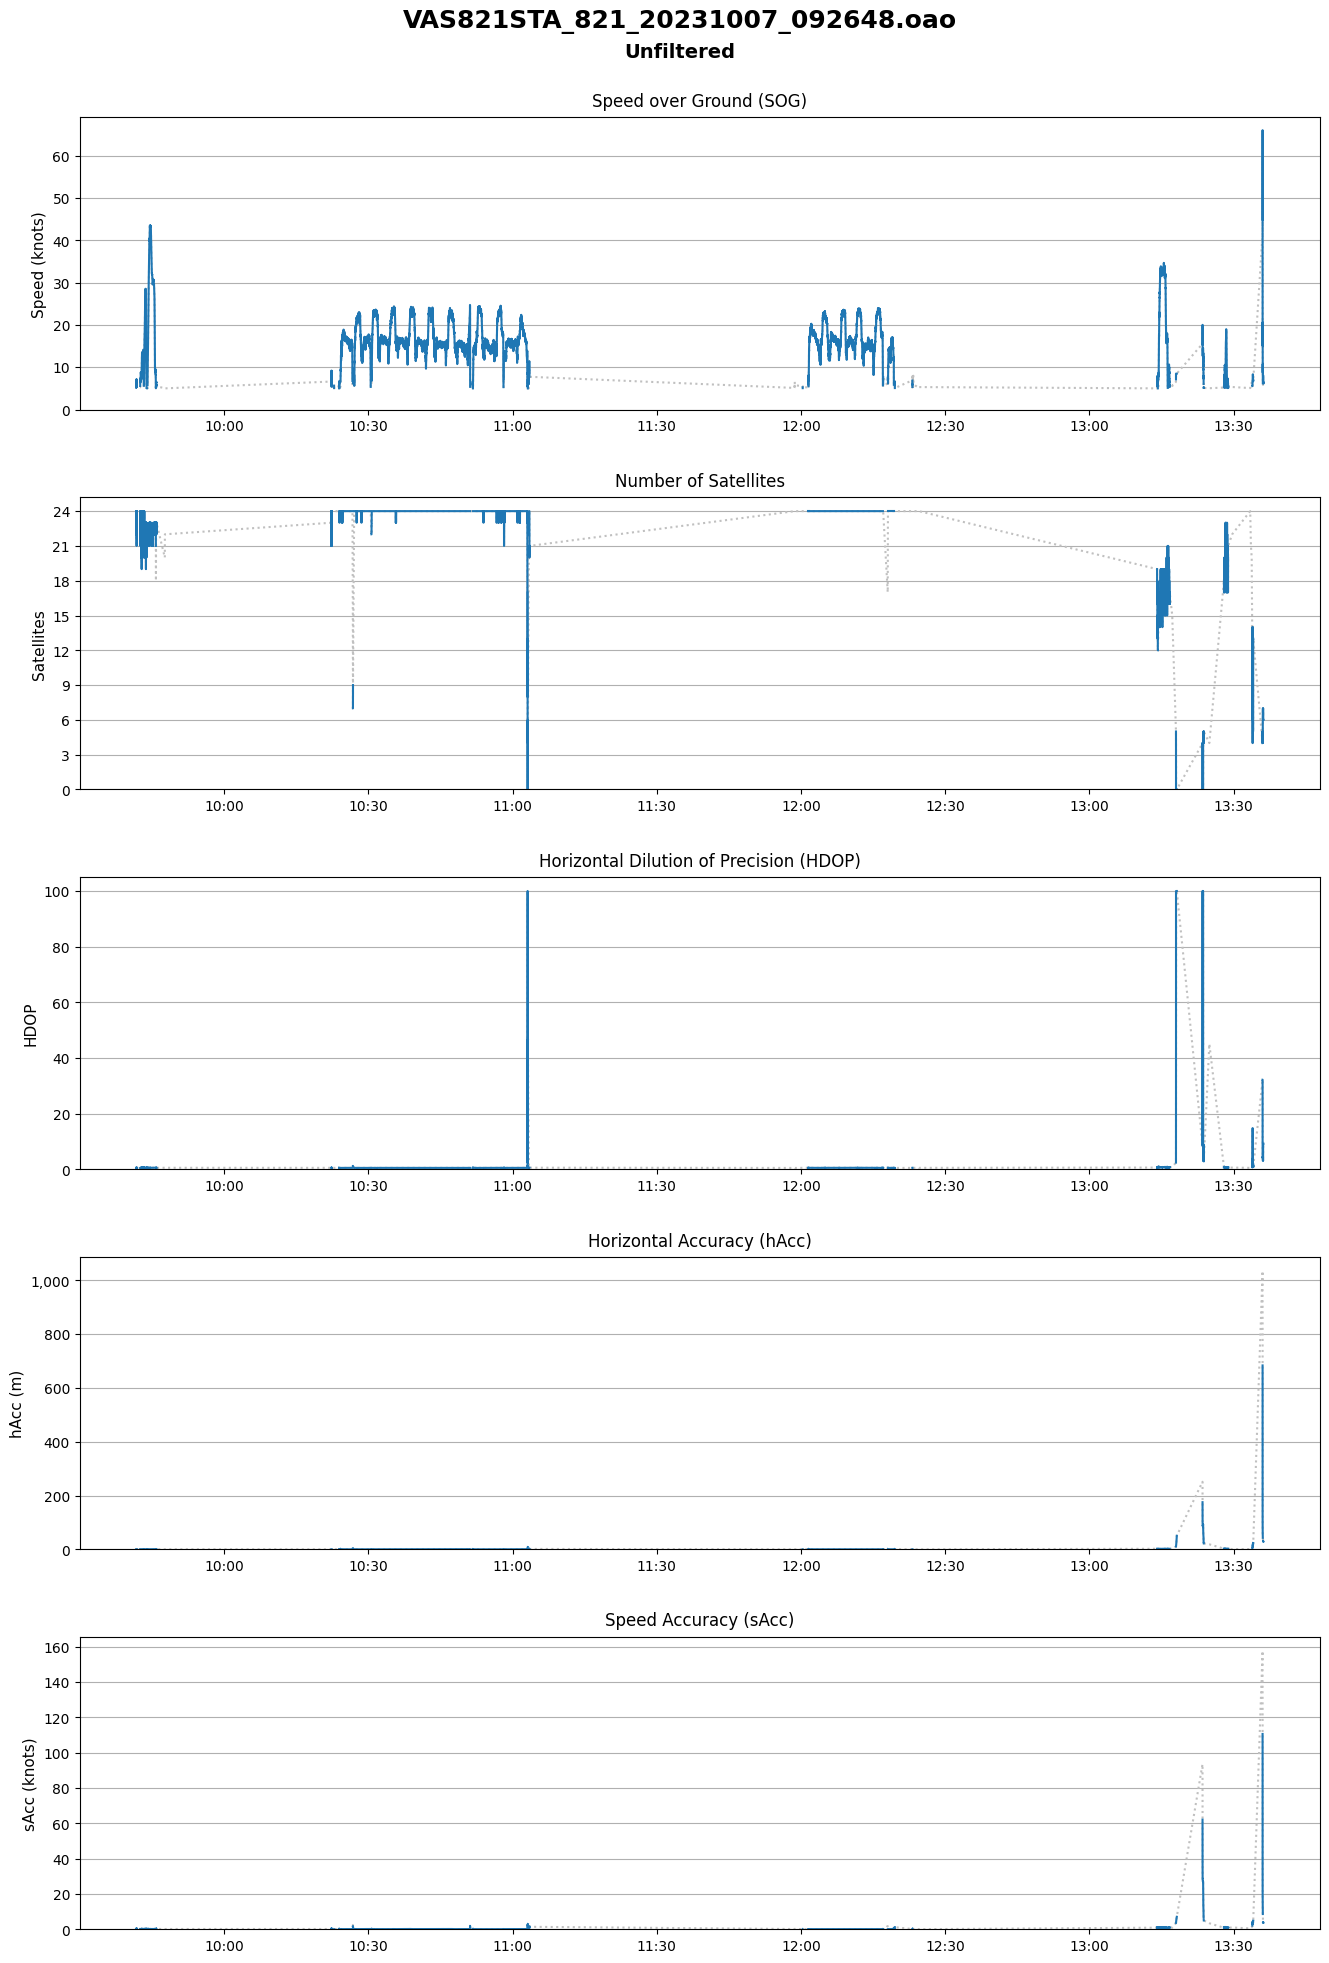 VAS821STA_821_20231007_092648.oao
Unfiltered
Speed over Ground (SOG)
Speed (knots)
60
50
40
30
20
10
0
10:00 10:30 11:00 11:30 12:00 12:30 13:00 13:30
Number of Satellites
Satellites
24
21
18
15
12
9
6
3
0
10:00 10:30 11:00 11:30 12:00 12:30 13:00 13:30
Horizontal Dilution of Precision (HDOP)
HDOP
100
80
60
40
20
0
10:00 10:30 11:00 11:30 12:00 12:30 13:00 13:30
Horizontal Accuracy (hAcc)
hAcc (m)
1,000
800
600
400
200
0
10:00 10:30 11:00 11:30 12:00 12:30 13:00 13:30
Speed Accuracy (sAcc)
sAcc (knots)
160
140
120
100
80
60
40
20
0
10:00 10:30 11:00 11:30 12:00 12:30 13:00 13:30